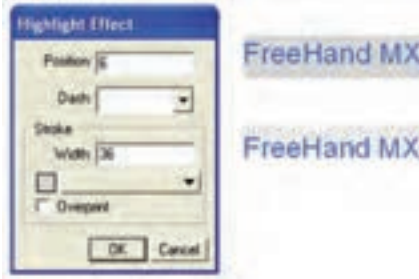 Highlight Effect
Position 6
Dash
Stroke
Width 36
Overprint
OK Cancel
FreeHand MX
FreeHand MX